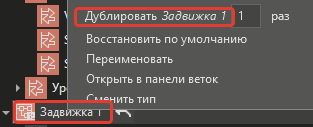 Дублировать Задвижка 1 1 раз
Восстановить по умолчанию
Переименовать
Открыть в панели веток
Сменить тип
Задвижка 1